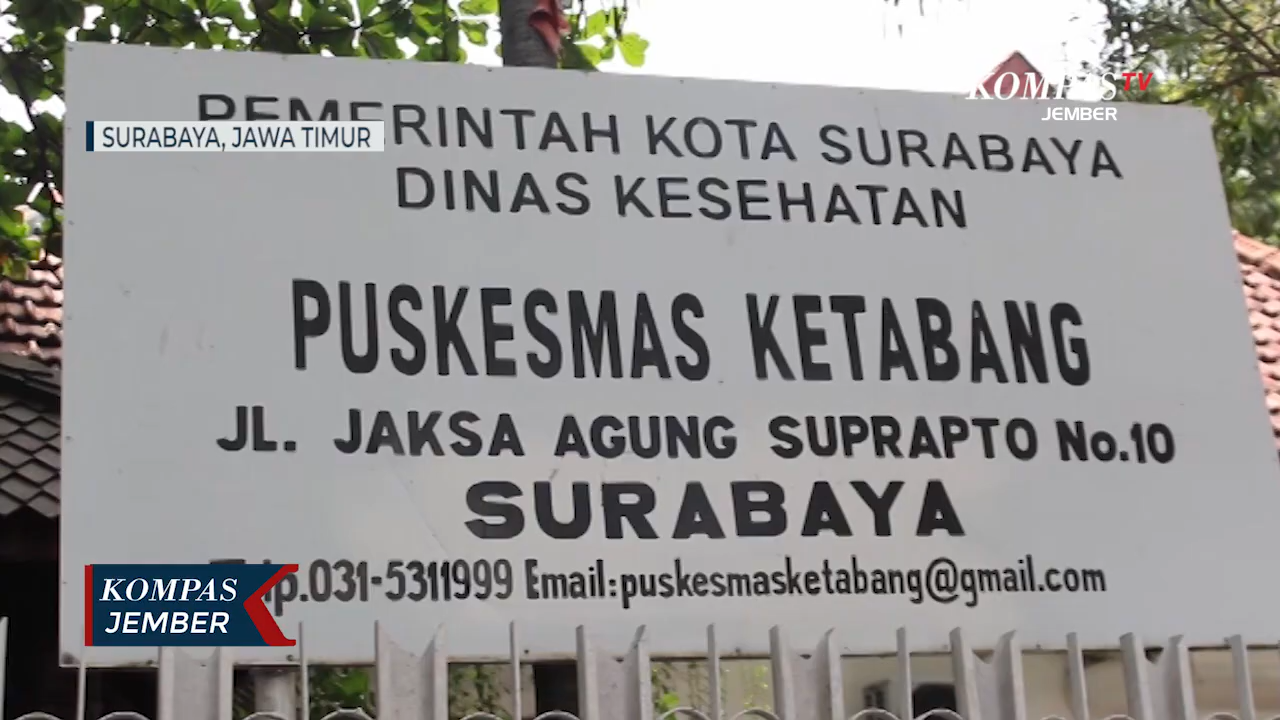 KOMPAS TV
JEMBER
SURABAYA, JAWA TIMUR
PEMERINTAH KOTA SURABAYA
DINAS KESEHATAN
PUSKESMAS KETABANG
JL. JAKSA AGUNG SUPRAPTO No.10
SURABAYA
Telp.031-5311999 Email:puskesmasketabang@gmail.com
KOMPAS
JEMBER